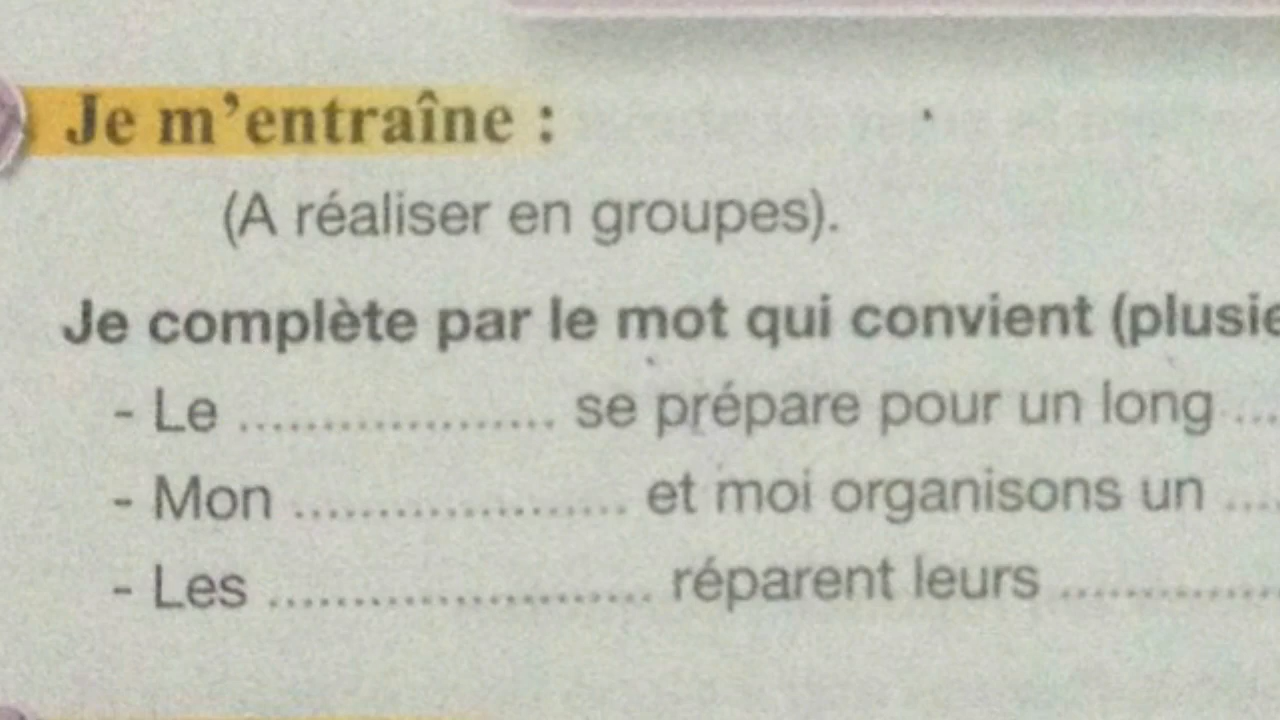 Je m'entraîne :
(A réaliser en groupes).
Je complète par le mot qui convient
- Le ................... se prépare pour un long ...
- Mon .................... et moi organisons un ....
- Les ....................... réparent leurs .............